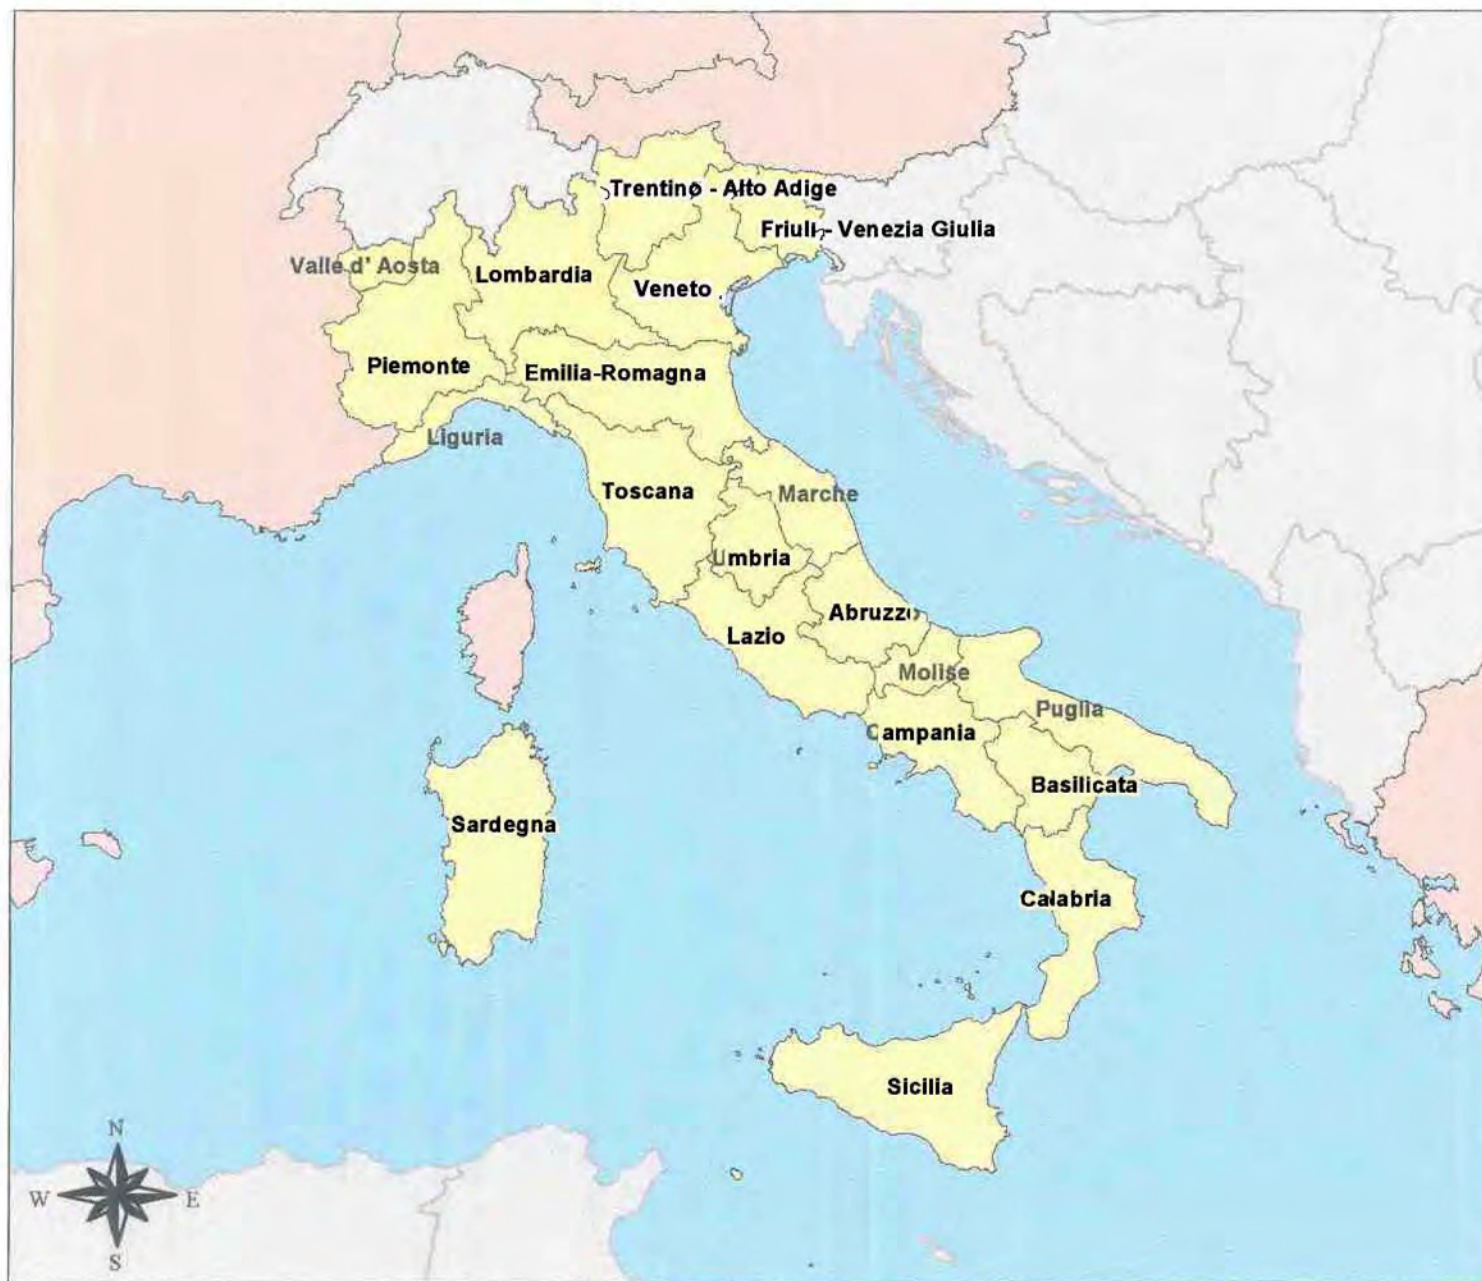 Trentino - Alto Adige
Friuli - Venezia Giulia
Valle d' Aosta
Lombardia
Veneto
Piemonte
Emilia-Romagna
Liguria
Toscana
Marche
Umbria
Abruzzo
Lazio
Molise
Puglia
Campania
Basilicata
Sardegna
Calabria
Sicilia
N
W E
S